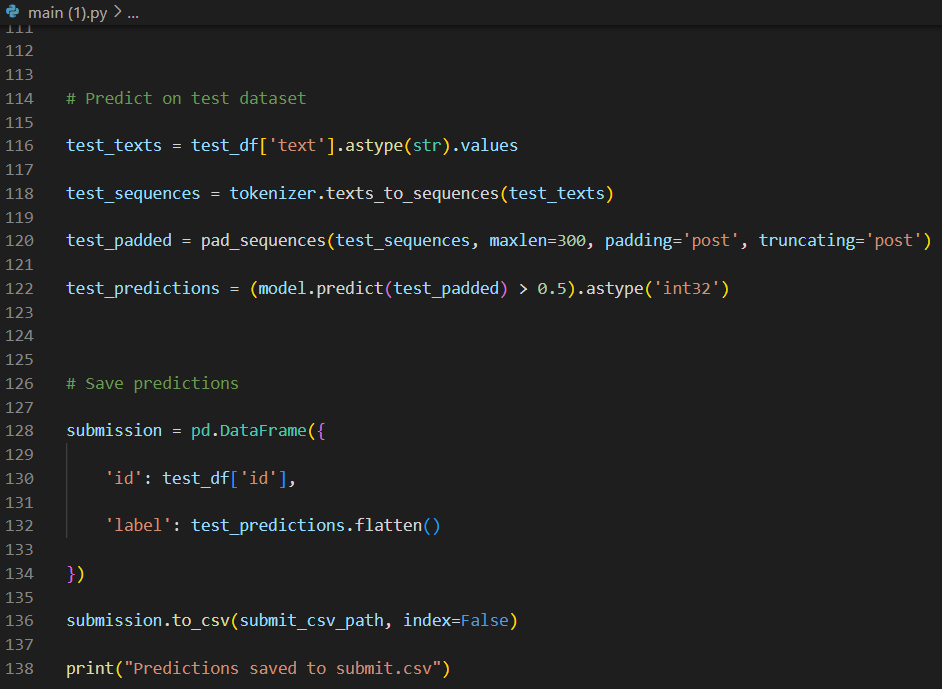 main (1).py > ...
111
112
113
114 # Predict on test dataset
115
116 test_texts = test_df['text'].astype(str).values
117
118 test_sequences = tokenizer.texts_to_sequences(test_texts)
119
120 test_padded = pad_sequences(test_sequences, maxlen=300, padding='post', truncating='post')
121
122 test_predictions = (model.predict(test_padded) > 0.5).astype('int32')
123
124
125
126 # Save predictions
127
128 submission = pd.DataFrame({
129
130     'id': test_df['id'],
131
132     'label': test_predictions.flatten()
133
134 })
135
136 submission.to_csv(submit_csv_path, index=False)
137
138 print("Predictions saved to submit.csv")